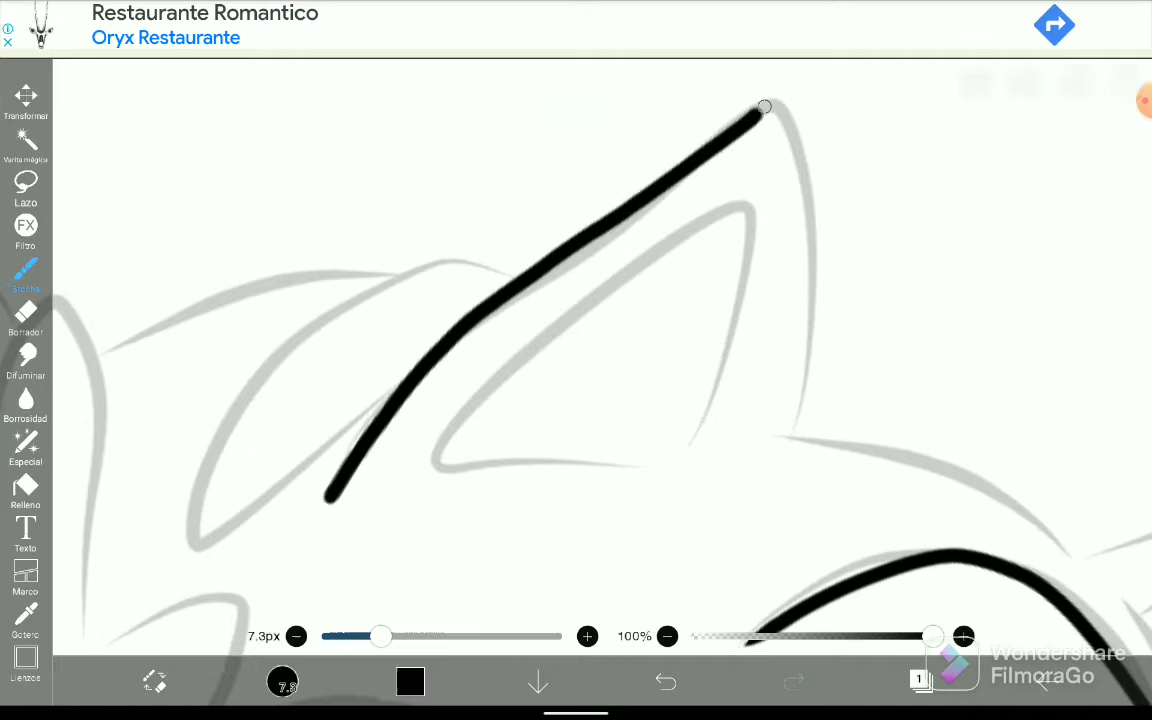 Restaurante Romantico
Oryx Restaurante
Transformar
Varita mágica
Lazo
FX
Filtro
Brocha
Borrador
Difuminar
Borrosidad
Especial
Relleno
T
Texto
Marco
Gotero
Lienzos
7.3px
100%
7.3
1
Wondershare
FilmoraGo